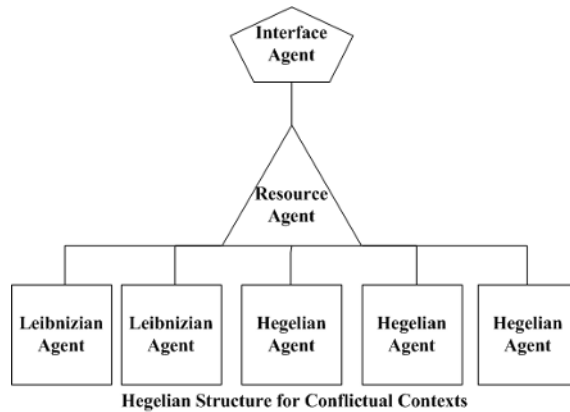 Interface
Agent
Resource
Agent
Leibnizian
Agent
Leibnizian
Agent
Hegelian
Agent
Hegelian
Agent
Hegelian
Agent
Hegelian Structure for Conflictual Contexts